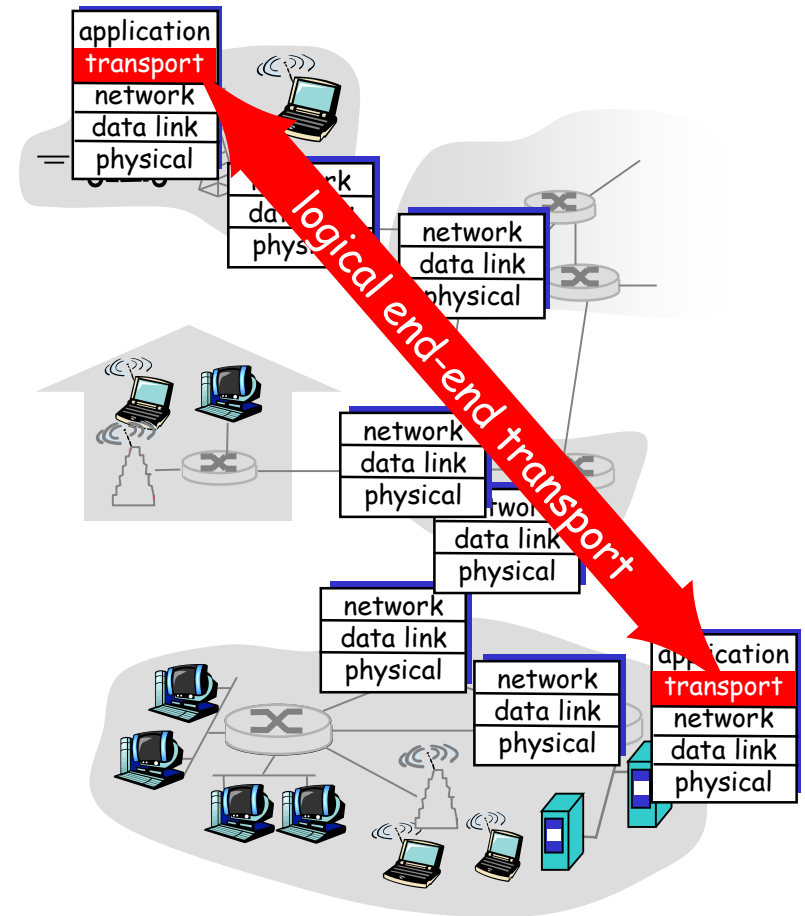 application
transport
network
data link
physical
network
data link
physical
logical end-end transport
network
data link
physical
data link
physical
network
data link
physical
network
data link
physical
application
transport
network
data link
physical